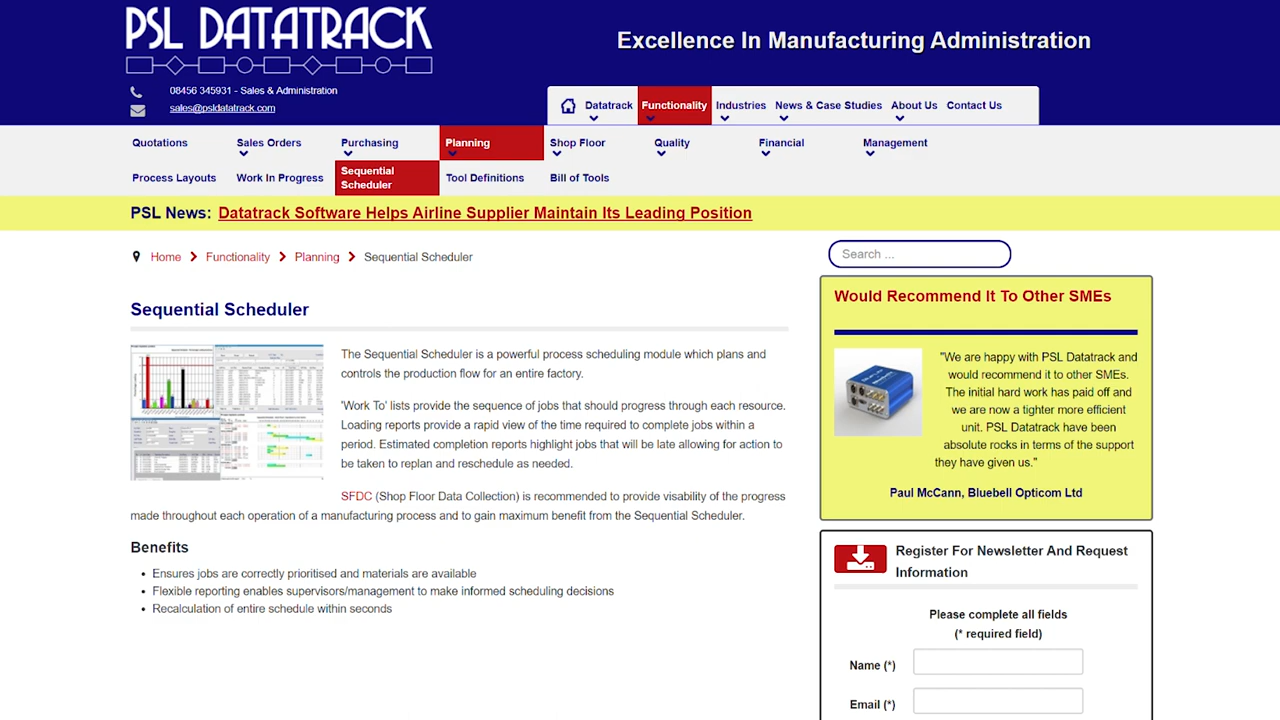 PSL DATATRACK
Excellence In Manufacturing Administration
08456 345931 - Sales & Administration
sales@psldatatrack.com
Datatrack Functionality Industries News & Case Studies About Us Contact Us
Quotations Sales Orders Purchasing Planning Shop Floor Quality Financial Management
Process Layouts Work In Progress Sequential Scheduler Tool Definitions Bill of Tools
PSL News: Datatrack Software Helps Airline Supplier Maintain Its Leading Position
Home Functionality Planning Sequential Scheduler
Search ...
Sequential Scheduler
The Sequential Scheduler is a powerful process scheduling module which plans and
controls the production flow for an entire factory.
'Work To' lists provide the sequence of jobs that should progress through each resource.
Loading reports provide a rapid view of the time required to complete jobs within a
period. Estimated completion reports highlight jobs that will be late allowing for action to
be taken to replan and reschedule as needed.
SFDC (Shop Floor Data Collection) is recommended to provide visability of the progress
made throughout each operation of a manufacturing process and to gain maximum benefit from the Sequential Scheduler.
Benefits
• Ensures jobs are correctly prioritised and materials are available
• Flexible reporting enables supervisors/management to make informed scheduling decisions
• Recalculation of entire schedule within seconds
Would Recommend It To Other SMEs
"We are happy with PSL Datatrack and
would recommend it to other SMEs.
The initial hard work has paid off and
we are now a tighter more efficient
unit. PSL Datatrack have been
absolute rocks in terms of the support
they have given us."
Paul McCann, Bluebell Opticom Ltd
Register For Newsletter And Request
Information
Please complete all fields
(* required field)
Name (*)
Email (*)